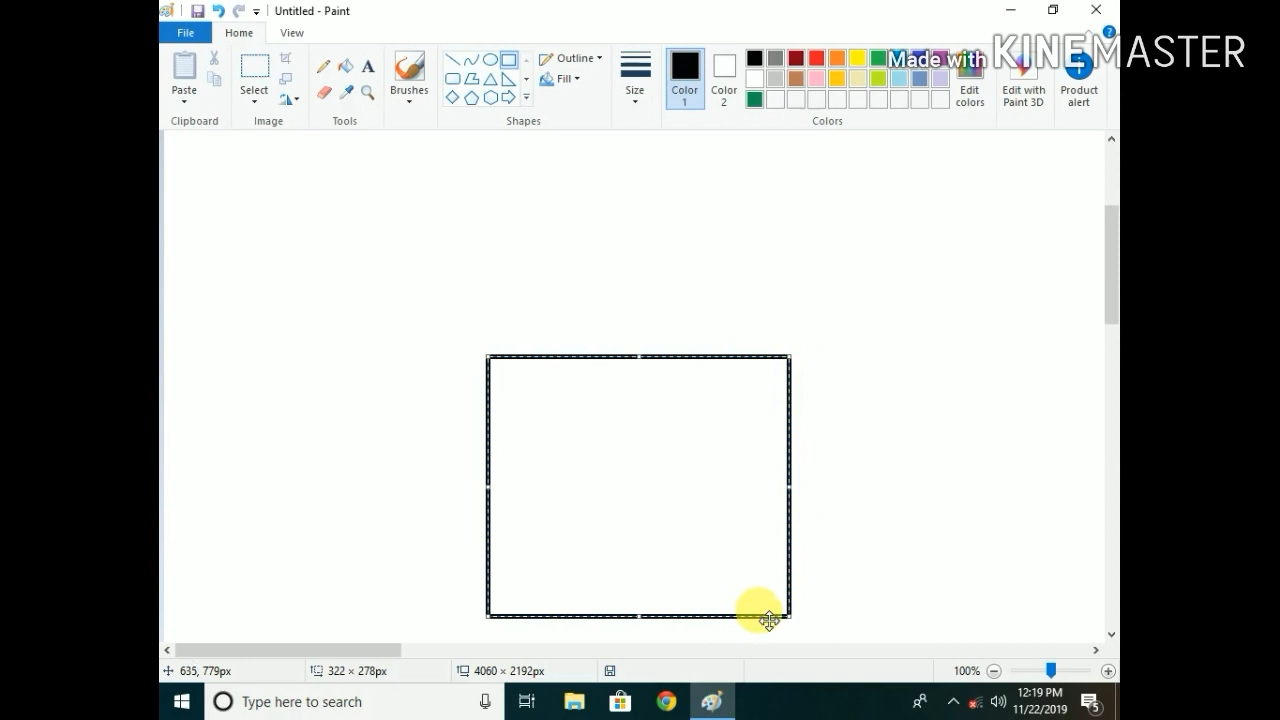 Untitled - Paint
File Home View
Made with KINEMASTER
Paste
Select
Brushes
Outline
Fill
Size
Color 1
Color 2
Edit colors
Edit with Paint 3D
Product alert
Clipboard
Image
Tools
Shapes
Colors
635, 779px
322 × 278px
4060 × 2192px
100%
Type here to search
12:19 PM
11/22/2019
5